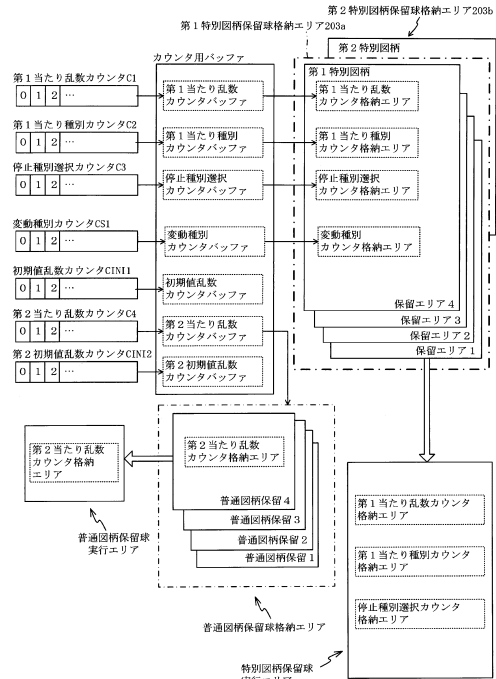 第２特別図柄保留球格納エリア203b
第１特別図柄保留球格納エリア203a
カウンタ用バッファ
第２特別図柄
第１特別図柄
第１当たり乱数カウンタC1
0 1 2 …
第１当たり乱数
カウンタバッファ
第１当たり乱数
カウンタ格納エリア
第１当たり種別カウンタC2
0 1 2 …
第１当たり種別
カウンタバッファ
第１当たり種別
カウンタ格納エリア
停止種別選択カウンタC3
0 1 2 …
停止種別選択
カウンタバッファ
停止種別選択
カウンタ格納エリア
変動種別カウンタCS1
0 1 2 …
変動種別
カウンタバッファ
変動種別
カウンタ格納エリア
初期値乱数カウンタCINI1
0 1 2 …
初期値乱数
カウンタバッファ
第２当たり乱数カウンタC4
0 1 2 …
第２当たり乱数
カウンタバッファ
第２初期値乱数カウンタCINI2
0 1 2 …
第２初期値乱数
カウンタバッファ
保留エリア４
保留エリア３
保留エリア２
保留エリア１
第２当たり乱数
カウンタ格納
エリア
普通図柄保留球
実行エリア
第２当たり乱数
カウンタ格納エリア
普通図柄保留４
普通図柄保留３
普通図柄保留２
普通図柄保留１
普通図柄保留球格納エリア
第１当たり乱数カウンタ
格納エリア
第１当たり種別カウンタ
格納エリア
停止種別選択カウンタ
格納エリア
特別図柄保留球